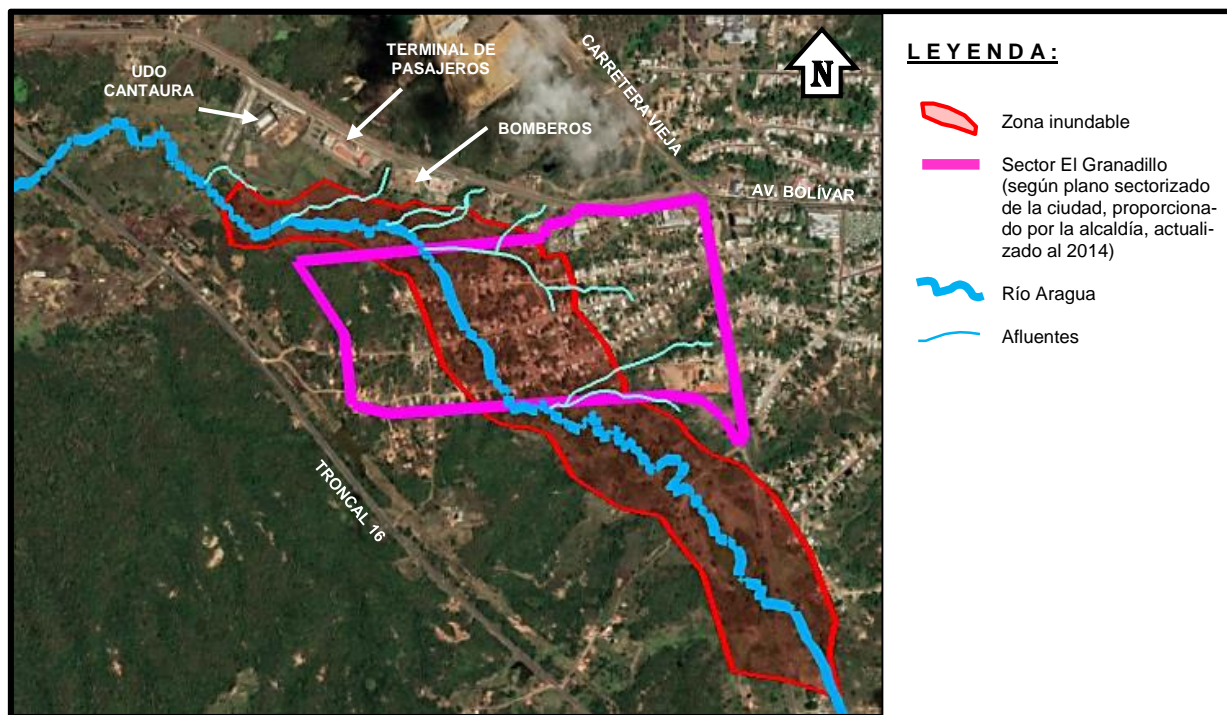 UDO
CANTAURA
TERMINAL DE
PASAJEROS
BOMBEROS
CARRETERA VIEJA
N
AV. BOLÍVAR
TRONCAL 16
LEYENDA:
Zona inundable
Sector El Granadillo
(según plano sectorizado
de la ciudad, proporciona-
do por la alcaldía, actuali-
zado al 2014)
Río Aragua
Afluentes